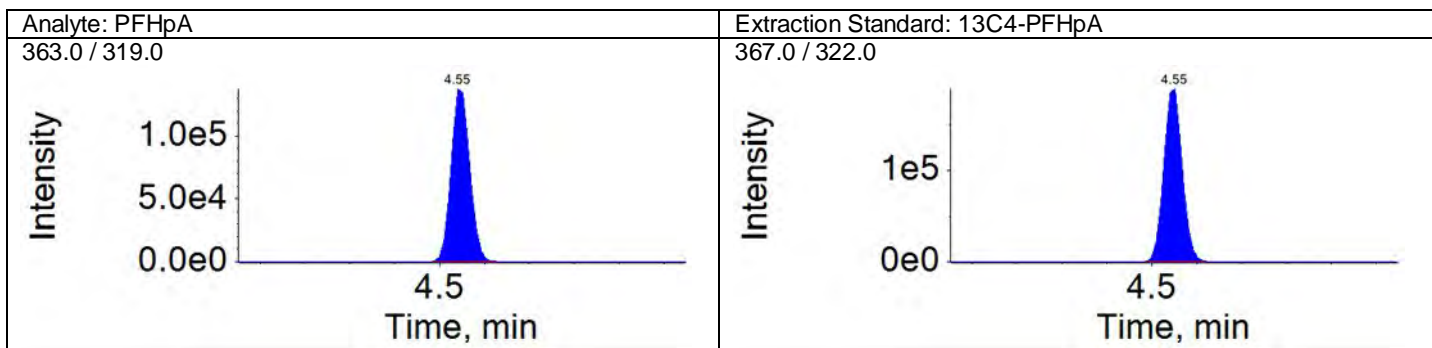 Analyte: PFHpA
363.0 / 319.0
4.55
Intensity
1.0e5
5.0e4
0.0e0
4.5
Time, min
Extraction Standard: 13C4-PFHpA
367.0 / 322.0
4.55
Intensity
1e5
0e0
4.5
Time, min